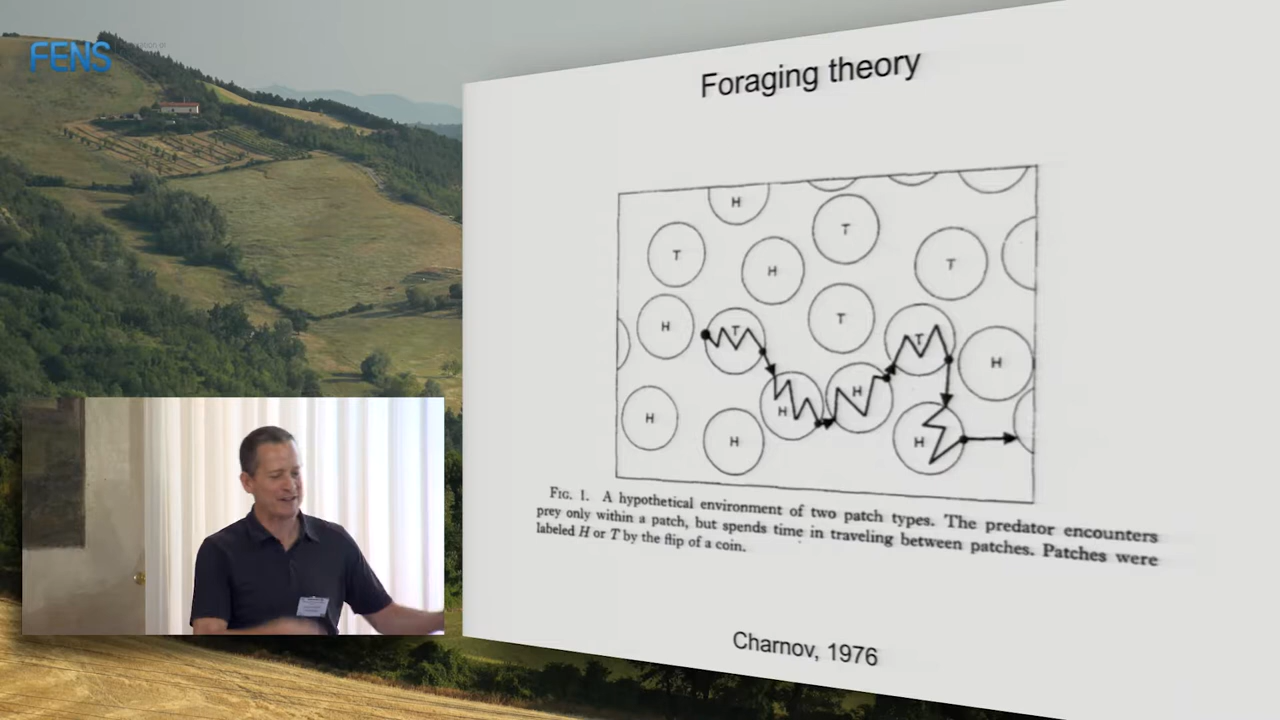 FENS
Foraging theory
H
T
T
H
T
H
T
T
T
H
H
H
H
H
H
H
FIG. 1. A hypothetical environment of two patch types. The predator encounters
prey only within a patch, but spends time in traveling between patches. Patches were
labeled H or T by the flip of a coin.
Charnov, 1976